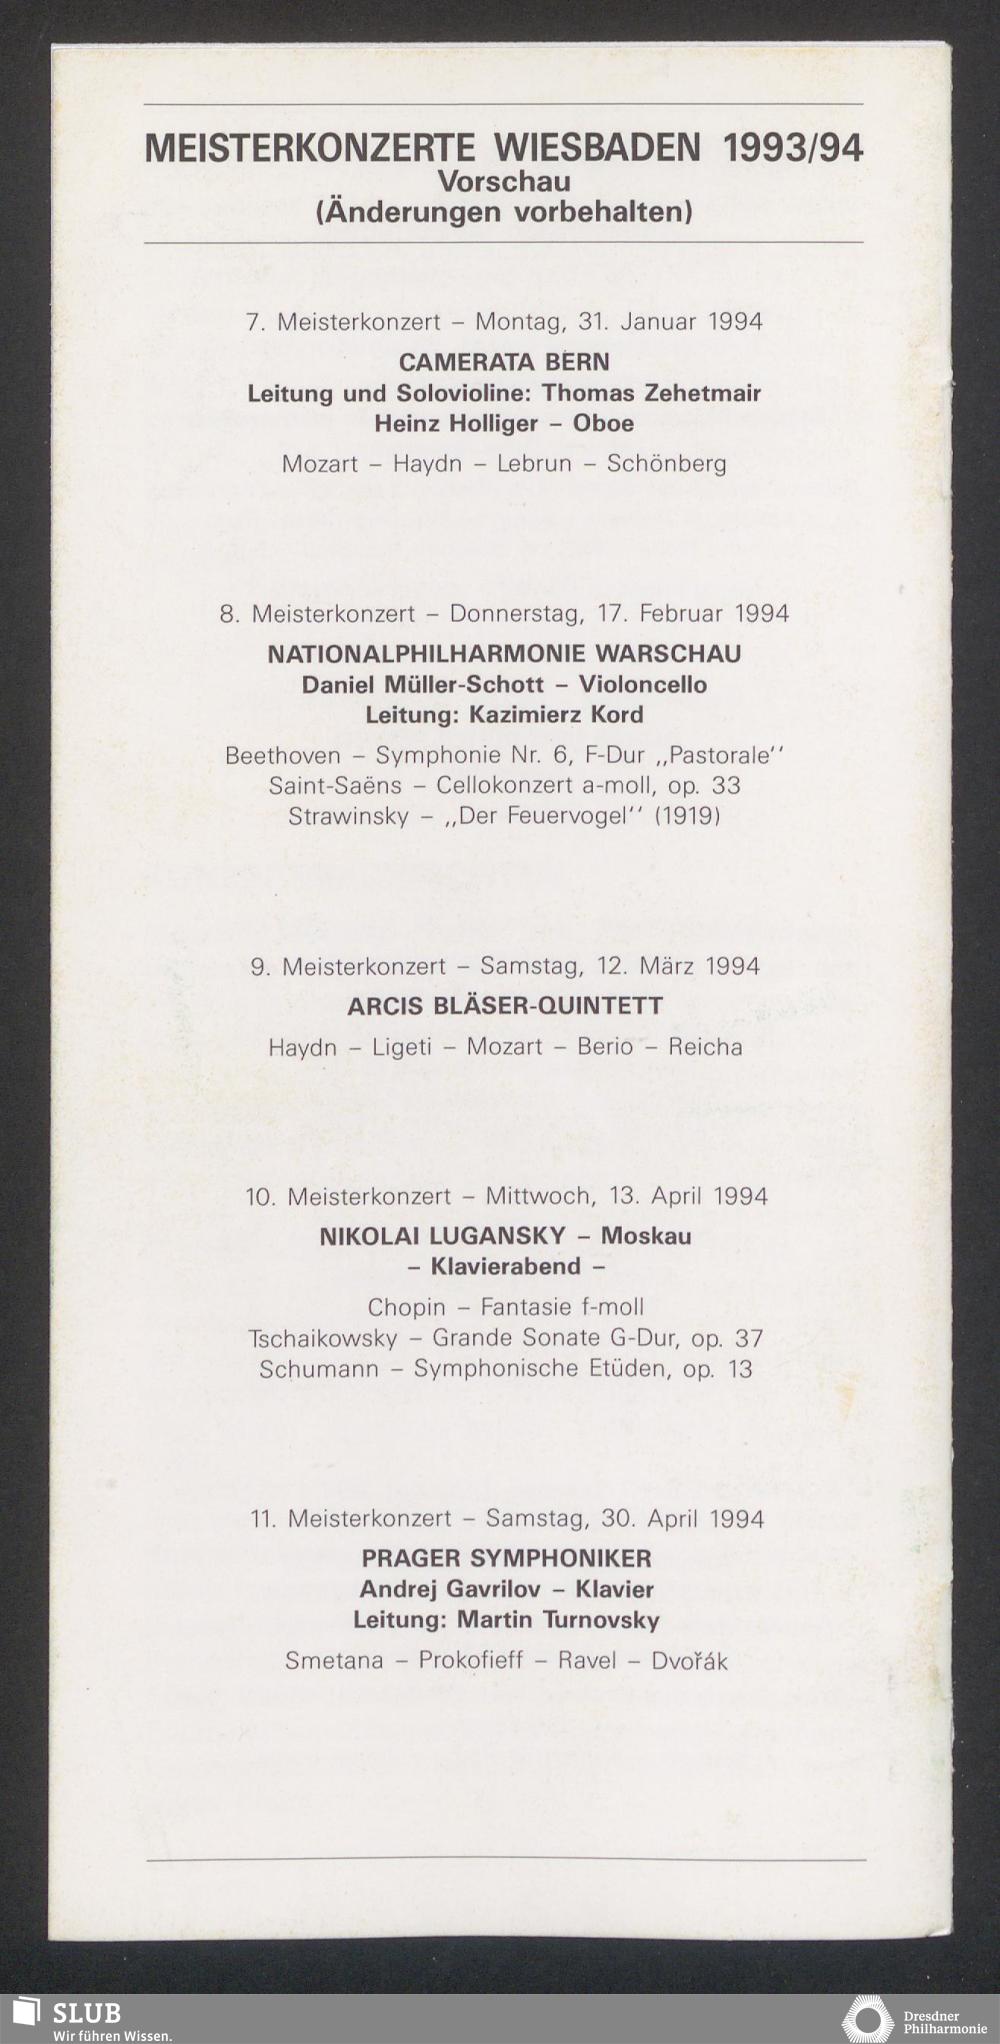 MEISTERKONZERTE WIESBADEN 1993/94
Vorschau
(Änderungen vorbehalten)
7. Meisterkonzert – Montag, 31. Januar 1994
CAMERATA BERN
Leitung und Solovioline: Thomas Zehetmair
Heinz Holliger – Oboe
Mozart – Haydn – Lebrun – Schönberg
8. Meisterkonzert – Donnerstag, 17. Februar 1994
NATIONALPHILHARMONIE WARSCHAU
Daniel Müller-Schott – Violoncello
Leitung: Kazimierz Kord
Beethoven – Symphonie Nr. 6, F-Dur ,,Pastorale''
Saint-Saëns – Cellokonzert a-moll, op. 33
Strawinsky – ,,Der Feuervogel'' (1919)
9. Meisterkonzert – Samstag, 12. März 1994
ARCIS BLÄSER-QUINTETT
Haydn – Ligeti – Mozart – Berio – Reicha
10. Meisterkonzert – Mittwoch, 13. April 1994
NIKOLAI LUGANSKY – Moskau
– Klavierabend –
Chopin – Fantasie f-moll
Tschaikowsky – Grande Sonate G-Dur, op. 37
Schumann – Symphonische Etüden, op. 13
11. Meisterkonzert – Samstag, 30. April 1994
PRAGER SYMPHONIKER
Andrej Gavrilov – Klavier
Leitung: Martin Turnovsky
Smetana – Prokofieff – Ravel – Dvořák
SLUB
Wir führen Wissen.
Dresdner
Philharmonie